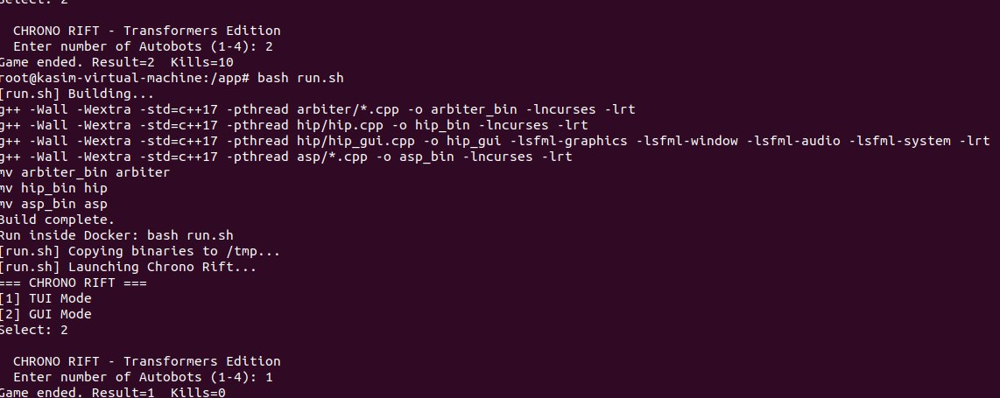 Select: 2
CHRONO RIFT - Transformers Edition
Enter number of Autobots (1-4): 2
Game ended. Result=2  Kills=10
root@kasim-virtual-machine:/app# bash run.sh
[run.sh] Building...
g++ -Wall -Wextra -std=c++17 -pthread arbiter/*.cpp -o arbiter_bin -lncurses -lrt
g++ -Wall -Wextra -std=c++17 -pthread hip/hip.cpp -o hip_bin -lncurses -lrt
g++ -Wall -Wextra -std=c++17 -pthread hip/hip_gui.cpp -o hip_gui -lsfml-graphics -lsfml-window -lsfml-audio -lsfml-system -lrt
g++ -Wall -Wextra -std=c++17 -pthread asp/*.cpp -o asp_bin -lncurses -lrt
mv arbiter_bin arbiter
mv hip_bin hip
mv asp_bin asp
Build complete.
Run inside Docker: bash run.sh
[run.sh] Copying binaries to /tmp...
[run.sh] Launching Chrono Rift...
=== CHRONO RIFT ===
[1] TUI Mode
[2] GUI Mode
Select: 2
CHRONO RIFT - Transformers Edition
Enter number of Autobots (1-4): 1
Game ended. Result=1  Kills=0